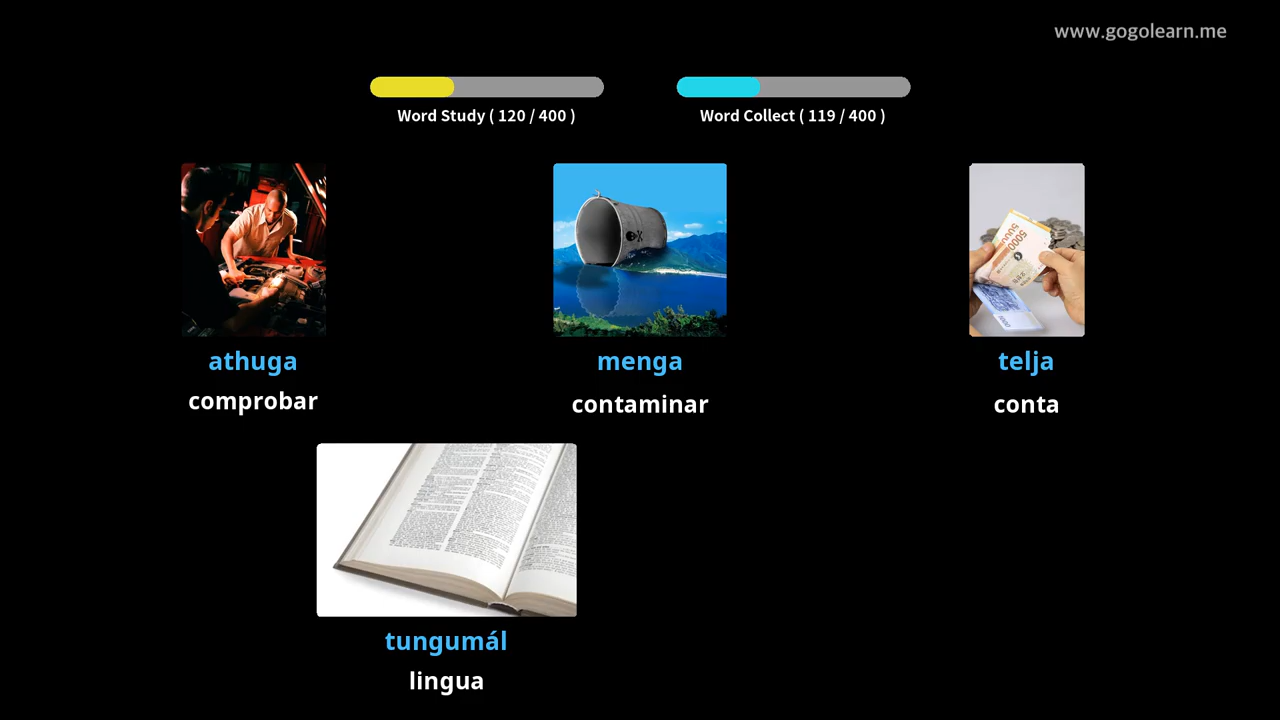 www.gogolearn.me
Word Study ( 120 / 400 )
Word Collect ( 119 / 400 )
athuga
comprobar
menga
contaminar
telja
conta
tungumál
lingua